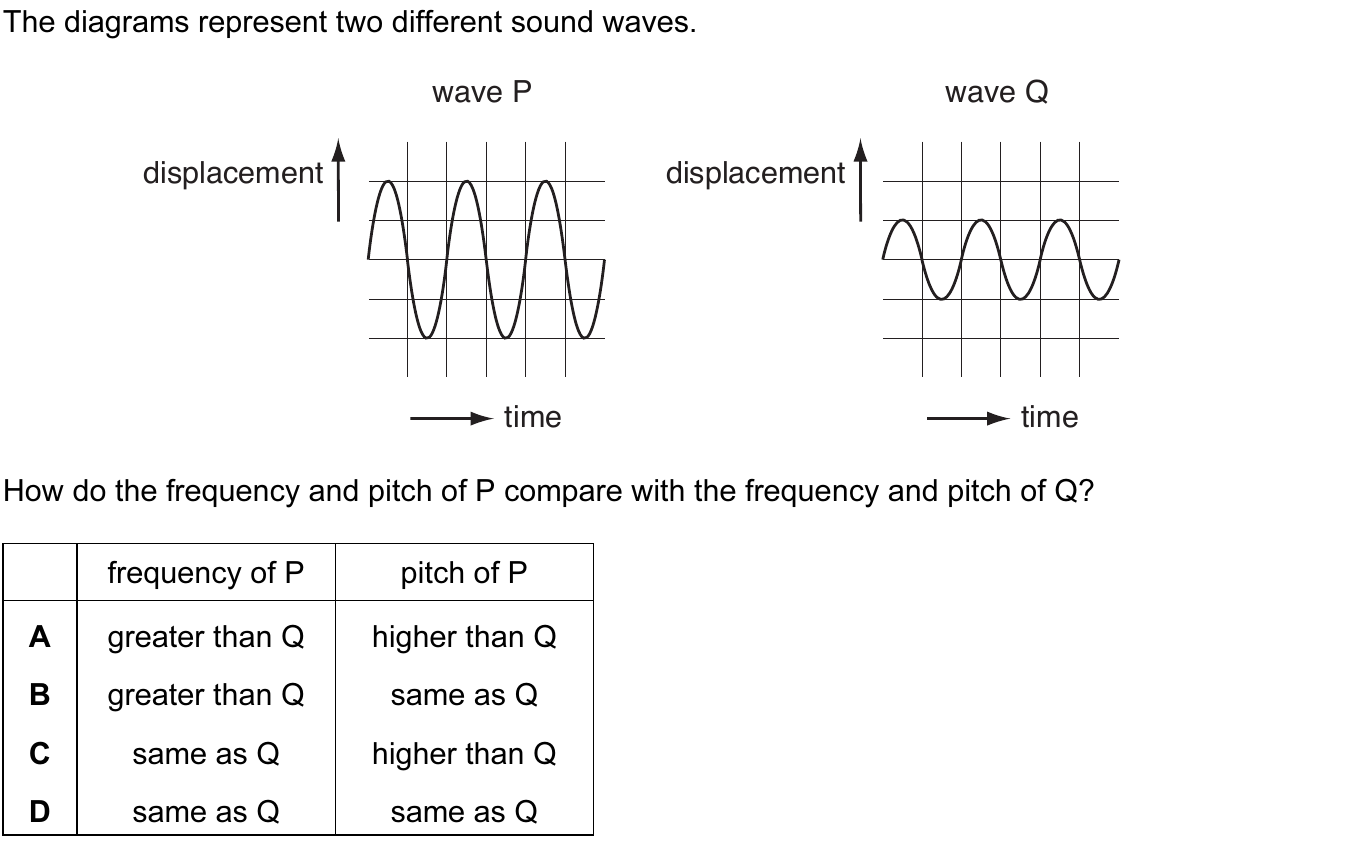 The diagrams represent two different sound waves.
wave P
wave Q
displacement
displacement
time
time
How do the frequency and pitch of P compare with the frequency and pitch of Q?
frequency of P pitch of P
A greater than Q higher than Q
B greater than Q same as Q
C same as Q higher than Q
D same as Q same as Q